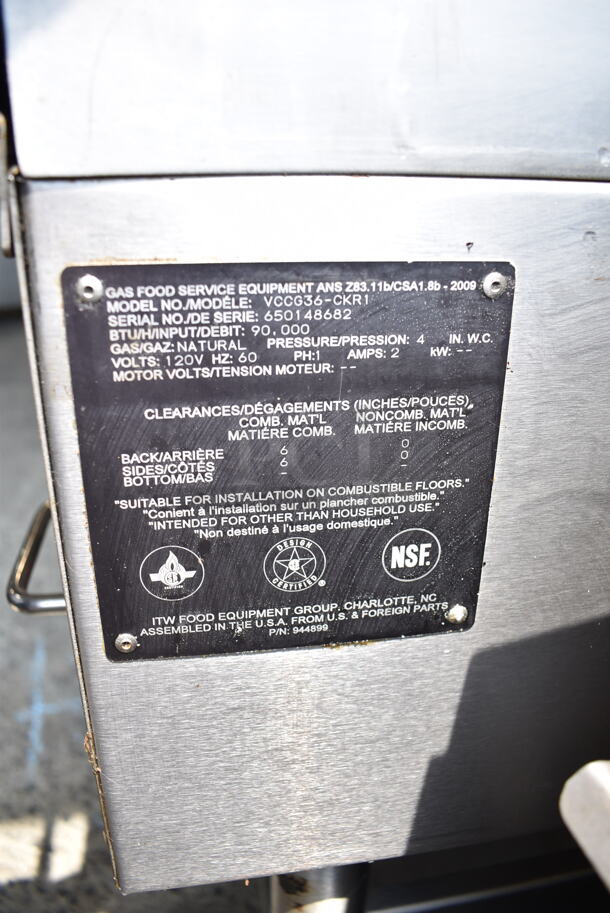 GAS FOOD SERVICE EQUIPMENT ANS Z83.11b/CSA1.8b - 2009
MODEL NO./MODÉLE: VCCG36-CKR1
SERIAL NO./DE SERIE: 650148682
BTU/H/INPUT/DEBIT: 90,000
GAS/GAZ: NATURAL PRESSURE/PRESSION: 4 IN. W.C.
VOLTS: 120V HZ: 60 PH:1 AMPS: 2 kW: --
MOTOR VOLTS/TENSION MOTEUR: --
CLEARANCES/DÉGAGEMENTS (INCHES/POUCES)
COMB. MAT'L NONCOMB. MAT'L
MATIÉRE COMB. MATIÈRE INCOMB.
BACK/ARRIÈRE 6 0
SIDES/CÔTÉS 6 0
BOTTOM/BAS - -
"SUITABLE FOR INSTALLATION ON COMBUSTIBLE FLOORS."
"Conient à l'installation sur un plancher combustible."
"INTENDED FOR OTHER THAN HOUSEHOLD USE."
"Non destiné à l'usage domestique."
DESIGN CERTIFIED ®
NSF.
ITW FOOD EQUIPMENT GROUP, CHARLOTTE, NC
ASSEMBLED IN THE U.S.A. FROM U.S. & FOREIGN PARTS
P/N: 944899